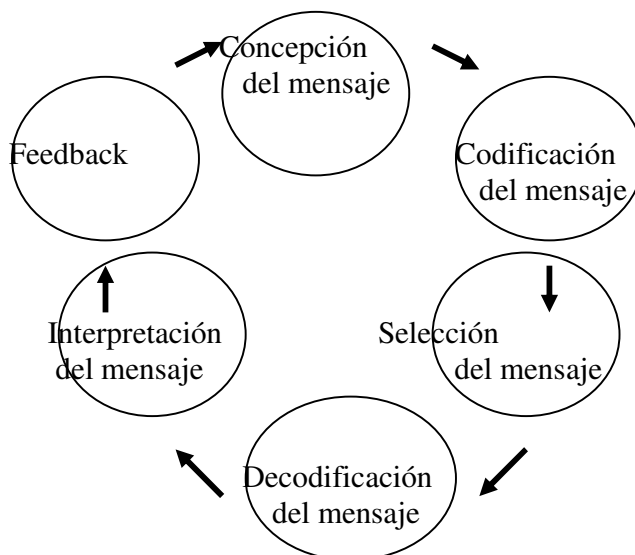 Concepción
del mensaje
Feedback
Codificación
del mensaje
Interpretación
del mensaje
Selección
del mensaje
Decodificación
del mensaje